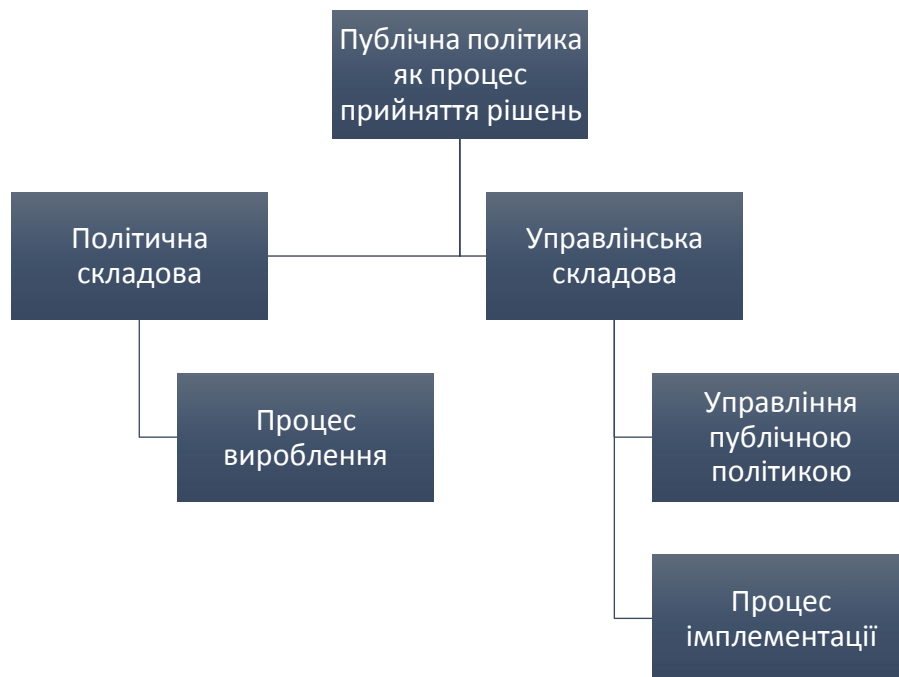 Публічна політика
як процес
прийняття рішень
Політична
складова
Управлінська
складова
Процес
вироблення
Управління
публічною
політикою
Процес
імплементації